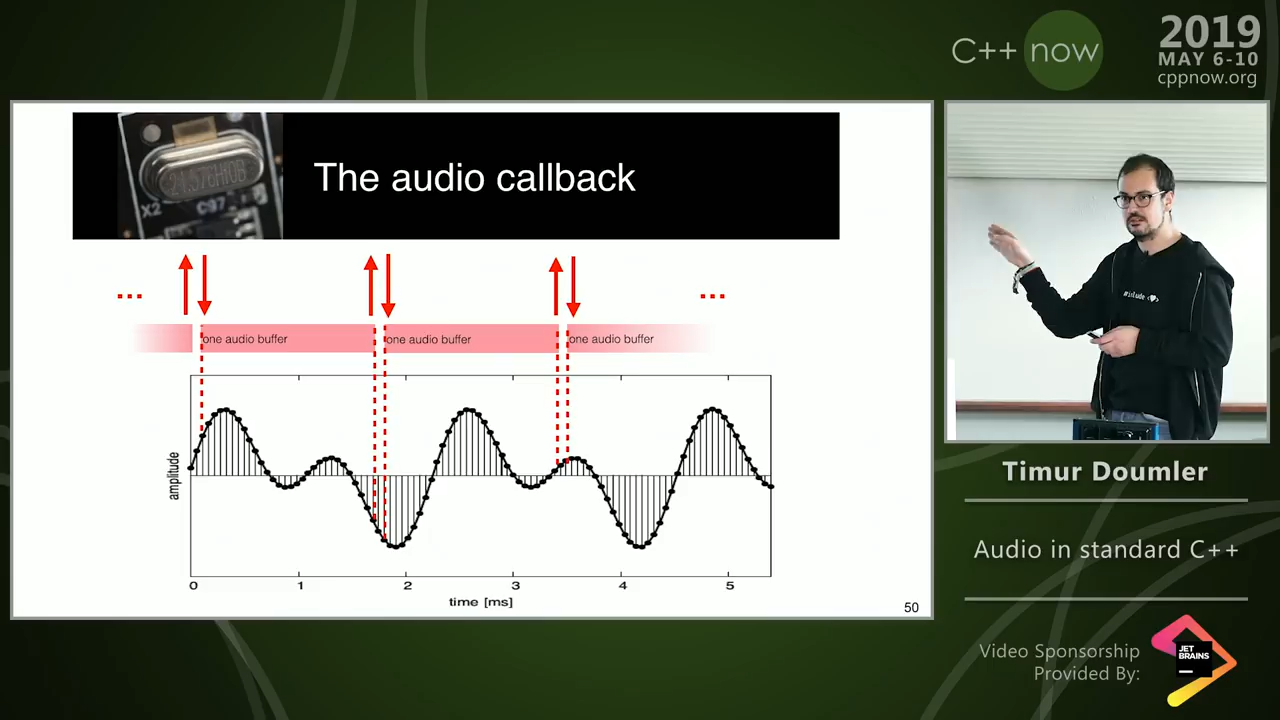 C++ now
2019
MAY 6-10
cppnow.org
The audio callback
X2
...
...
one audio buffer
one audio buffer
one audio buffer
amplitude
0 1 2 3 4 5
time [ms]
50
#include <♥>
Timur Doumler
Audio in standard C++
Video Sponsorship
Provided By:
JET
BRAINS